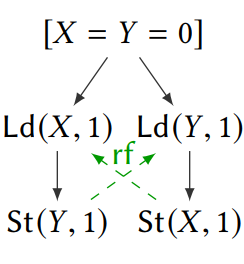 [X = Y = 0]
Ld(X, 1) Ld(Y, 1)
rf
St(Y, 1) St(X, 1)